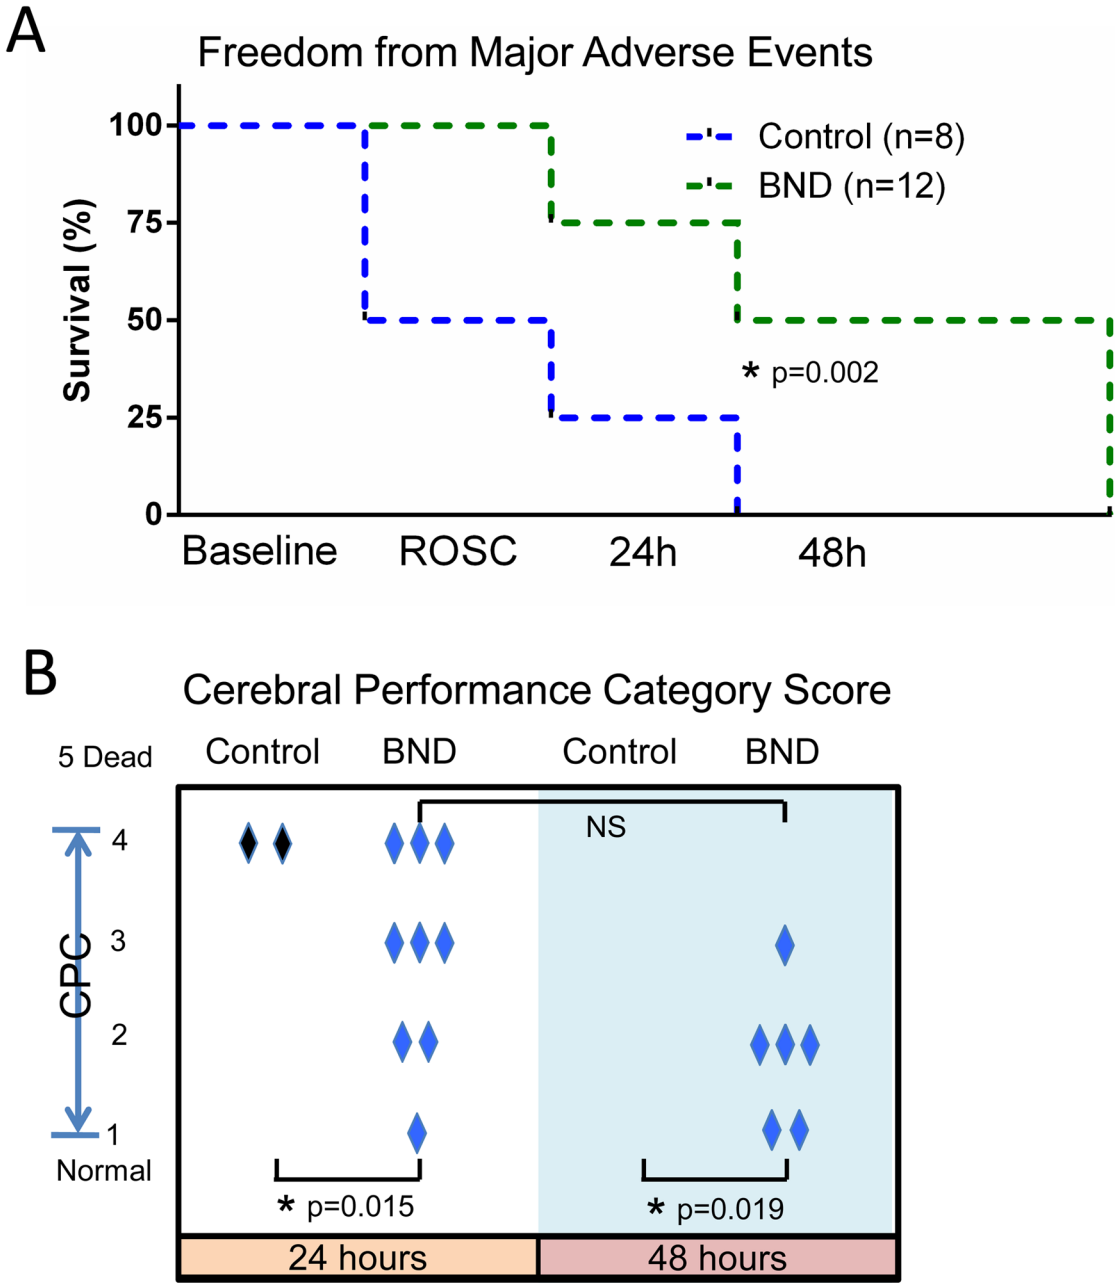 A
Freedom from Major Adverse Events
Control (n=8)
BND (n=12)
Survival (%)
100
75
50
25
0
* p=0.002
Baseline ROSC 24h 48h
B
Cerebral Performance Category Score
5 Dead Control BND Control BND
NS
4
3
2
1
CPC
Normal
* p=0.015 * p=0.019
24 hours 48 hours